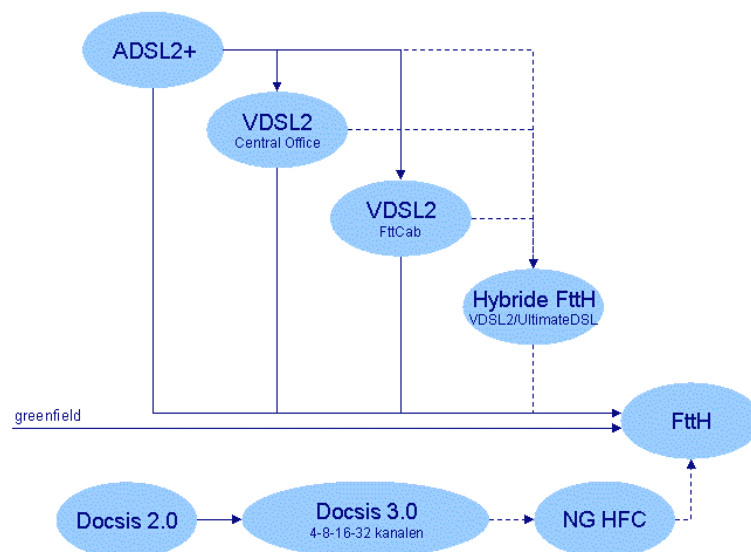 ADSL2+
VDSL2
Central Office
VDSL2
FttCab
Hybride FttH
VDSL2/UltimateDSL
greenfield
FttH
Docsis 2.0
Docsis 3.0
4-8-16-32 kanalen
NG HFC